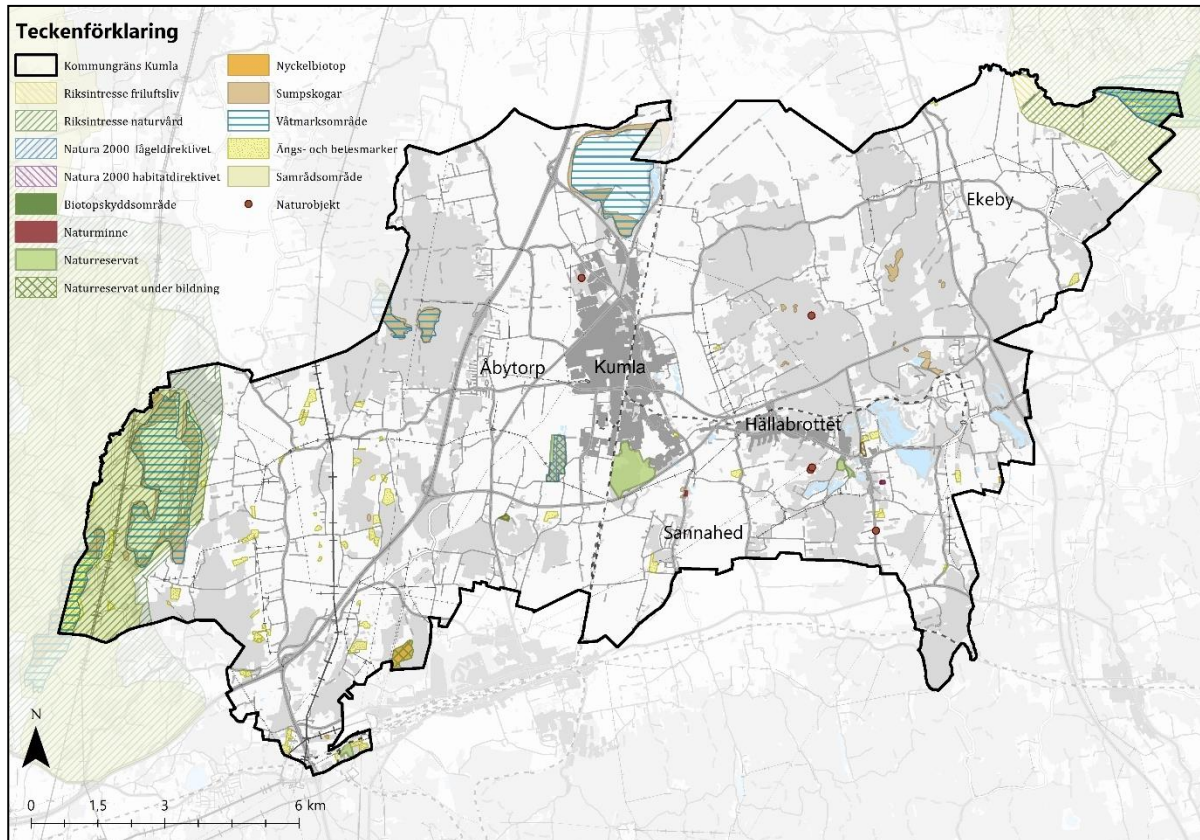 Teckenförklaring
Kommungräns Kumla
Riksintresse friluftsliv
Riksintresse naturvård
Natura 2000 fågeldirektivet
Natura 2000 habitatdirektivet
Biotopskyddsområde
Naturminne
Naturreservat
Naturreservat under bildning
Nyckelbiotop
Sumpskogar
Våtmarksområde
Ängs- och betesmarker
Samrådsområde
Naturobjekt
Ekeby
Åbytorp
Kumla
Hällabrottet
Sannahed
N
0 1,5 3 6 km